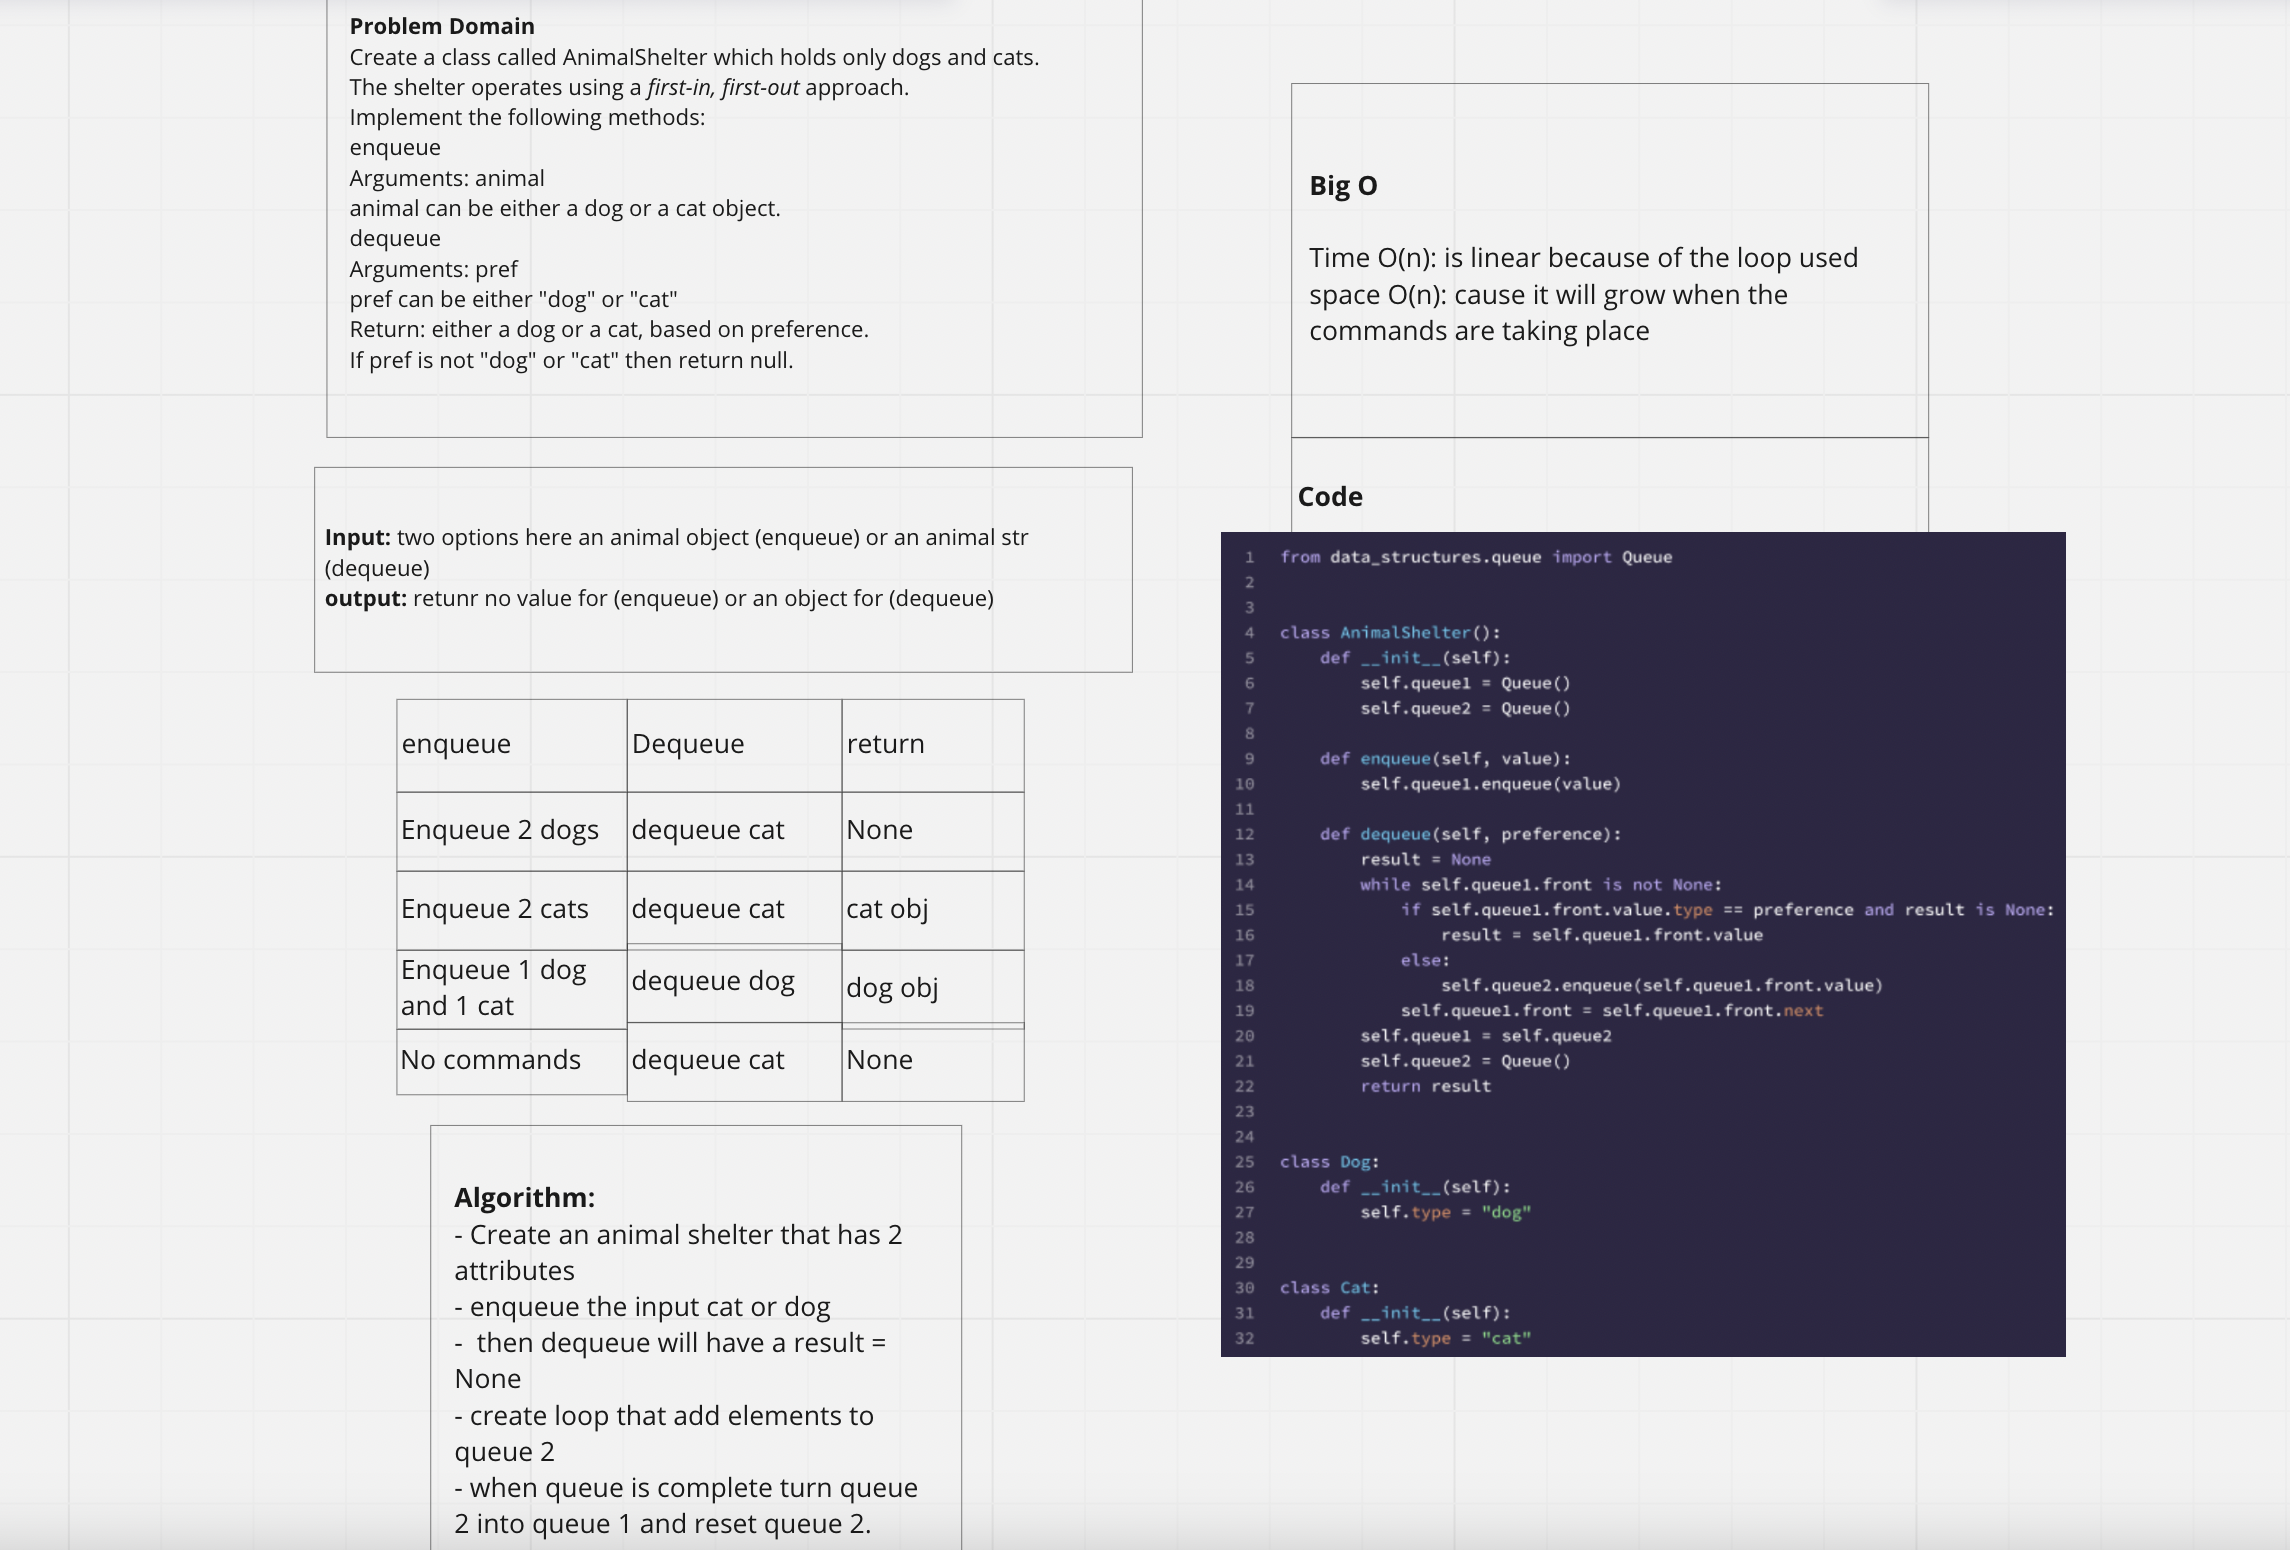 Problem Domain
Create a class called AnimalShelter which holds only dogs and cats.
The shelter operates using a first-in, first-out approach.
Implement the following methods:
enqueue
Arguments: animal
animal can be either a dog or a cat object.
dequeue
Arguments: pref
pref can be either "dog" or "cat"
Return: either a dog or a cat, based on preference.
If pref is not "dog" or "cat" then return null.
Input: two options here an animal object (enqueue) or an animal str
(dequeue)
output: retunr no value for (enqueue) or an object for (dequeue)
enqueue Dequeue return
Enqueue 2 dogs dequeue cat None
Enqueue 2 cats dequeue cat cat obj
Enqueue 1 dog
and 1 cat dequeue dog dog obj
No commands dequeue cat None
Algorithm:
- Create an animal shelter that has 2
attributes
- enqueue the input cat or dog
-  then dequeue will have a result =
None
- create loop that add elements to
queue 2
- when queue is complete turn queue
2 into queue 1 and reset queue 2.
Big O
Time O(n): is linear because of the loop used
space O(n): cause it will grow when the
commands are taking place
Code
1 from data_structures.queue import Queue
2
3
4 class AnimalShelter():
5     def __init__(self):
6         self.queue1 = Queue()
7         self.queue2 = Queue()
8
9     def enqueue(self, value):
10         self.queue1.enqueue(value)
11
12     def dequeue(self, preference):
13         result = None
14         while self.queue1.front is not None:
15             if self.queue1.front.value.type == preference and result is None:
16                 result = self.queue1.front.value
17             else:
18                 self.queue2.enqueue(self.queue1.front.value)
19             self.queue1.front = self.queue1.front.next
20         self.queue1 = self.queue2
21         self.queue2 = Queue()
22         return result
23
24
25 class Dog:
26     def __init__(self):
27         self.type = "dog"
28
29
30 class Cat:
31     def __init__(self):
32         self.type = "cat"